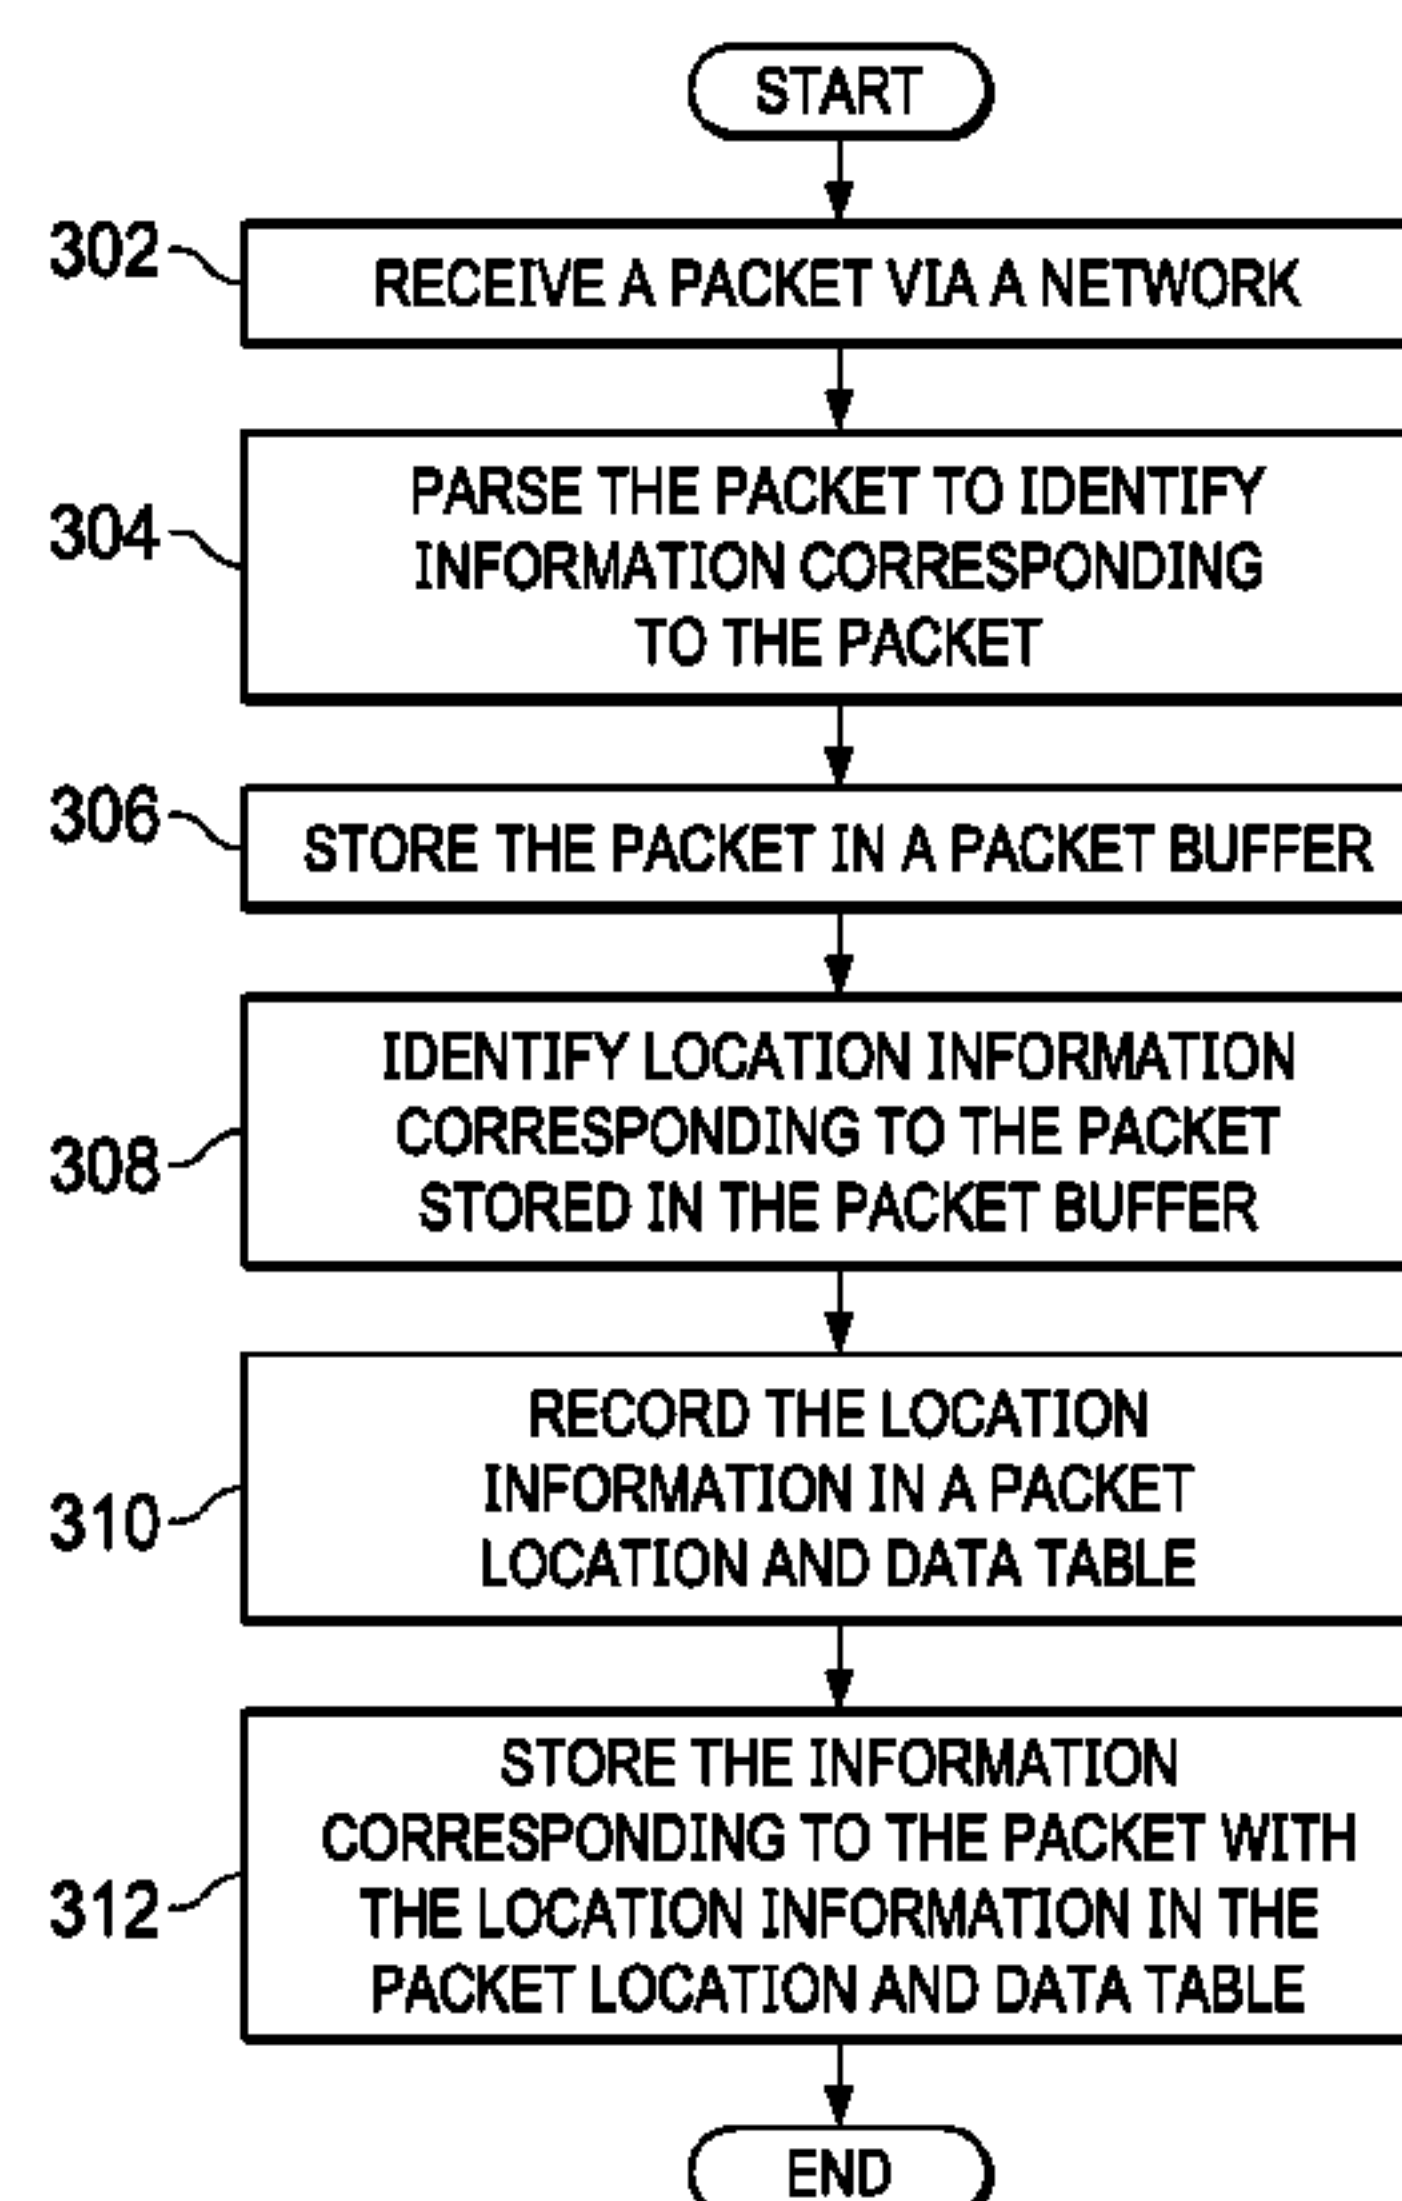 START
302
RECEIVE A PACKET VIA A NETWORK
304
PARSE THE PACKET TO IDENTIFY
INFORMATION CORRESPONDING
TO THE PACKET
306
STORE THE PACKET IN A PACKET BUFFER
308
IDENTIFY LOCATION INFORMATION
CORRESPONDING TO THE PACKET
STORED IN THE PACKET BUFFER
310
RECORD THE LOCATION
INFORMATION IN A PACKET
LOCATION AND DATA TABLE
312
STORE THE INFORMATION
CORRESPONDING TO THE PACKET WITH
THE LOCATION INFORMATION IN THE
PACKET LOCATION AND DATA TABLE
END